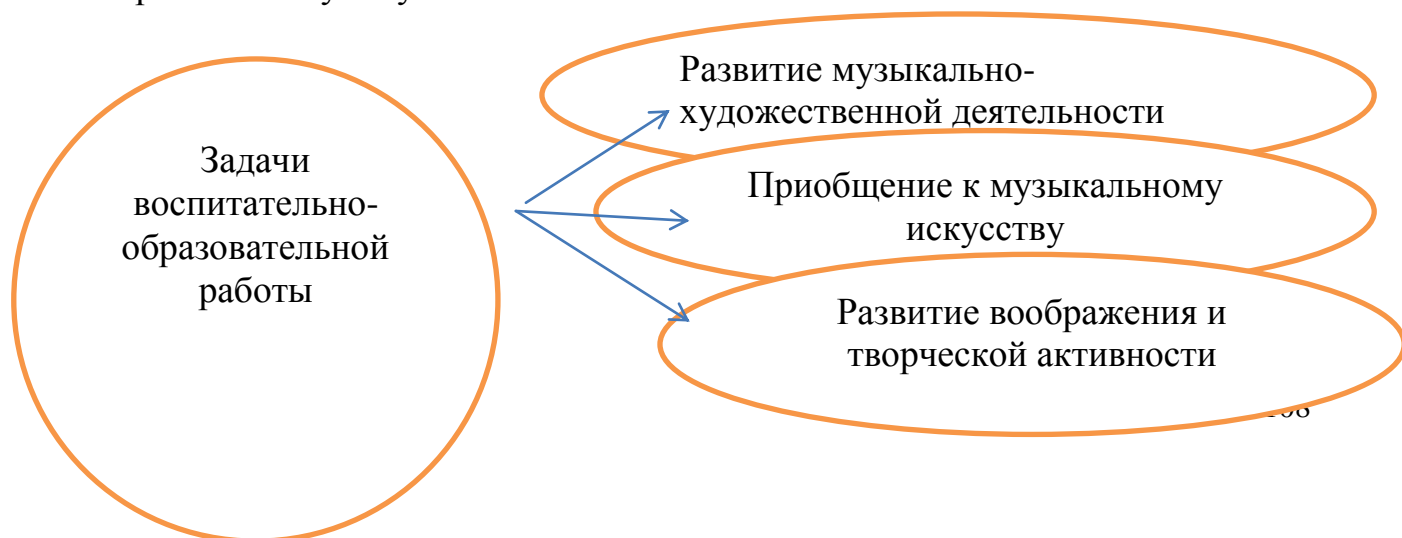 Задачи
воспитательно-
образовательной
работы
Развитие музыкально-
художественной деятельности
Приобщение к музыкальному
искусству
Развитие воображения и
творческой активности